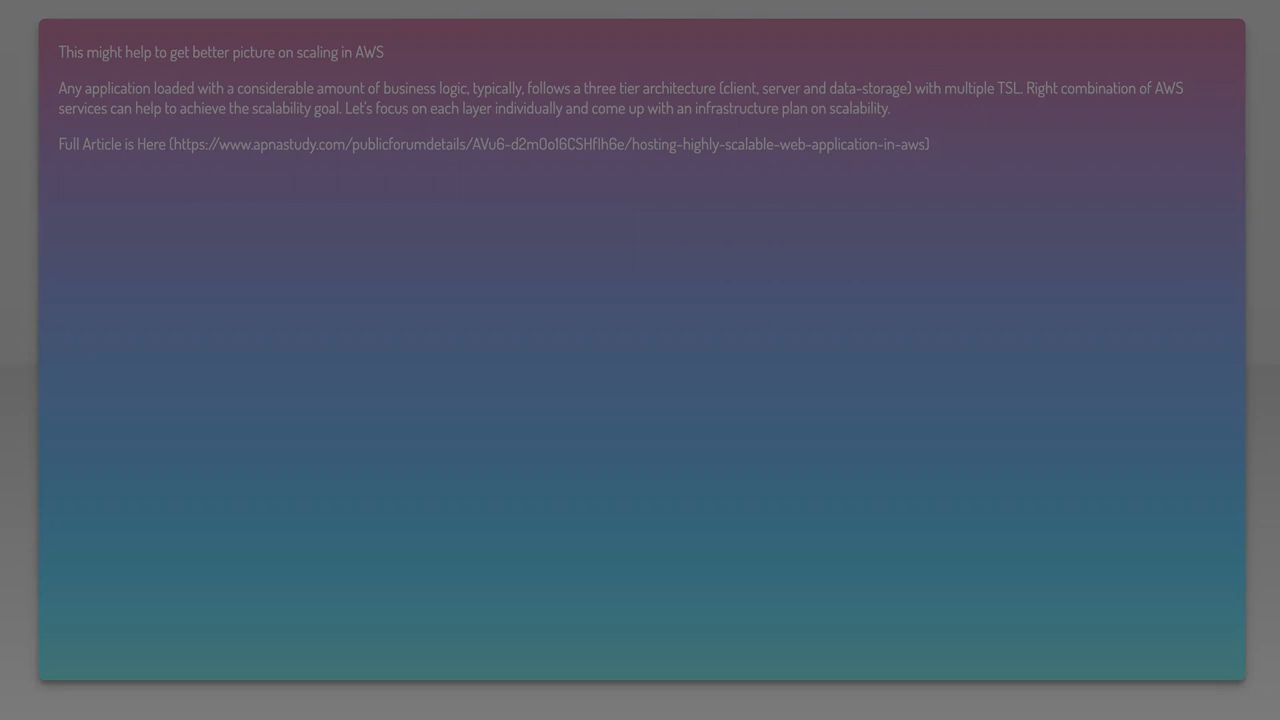 This might help to get better picture on scaling in AWS
Any application loaded with a considerable amount of business logic, typically, follows a three tier architecture (client, server and data-storage) with multiple TSL. Right combination of AWS
services can help to achieve the scalability goal. Let's focus on each layer individually and come up with an infrastructure plan on scalability.
Full Article is Here (https://www.apnastudy.com/publicforumdetails/AVu6-d2m0o16CSHflh6e/hosting-highly-scalable-web-application-in-aws)